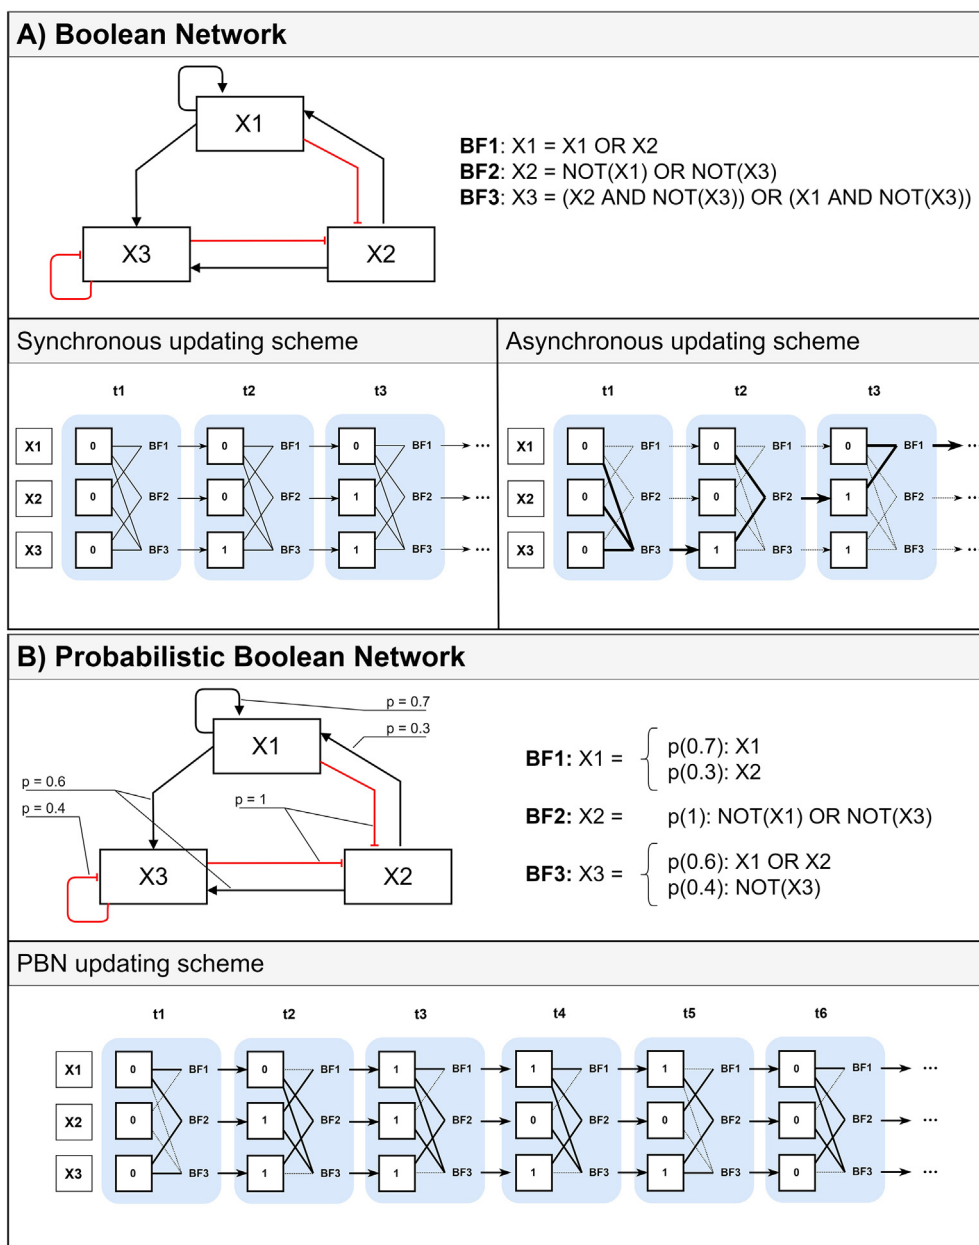 A) Boolean Network
X1
X3
X2
BF1: X1 = X1 OR X2
BF2: X2 = NOT(X1) OR NOT(X3)
BF3: X3 = (X2 AND NOT(X3)) OR (X1 AND NOT(X3))
Synchronous updating scheme
t1 t2 t3
X1 0 BF1 0 BF1 0 BF1 ...
X2 0 BF2 0 BF2 1 BF2 ...
X3 0 BF3 1 BF3 1 BF3 ...
Asynchronous updating scheme
t1 t2 t3
X1 0 BF1 0 BF1 0 BF1 ...
X2 0 BF2 0 BF2 1 BF2 ...
X3 0 BF3 1 BF3 1 BF3 ...
B) Probabilistic Boolean Network
p = 0.7
p = 0.3
X1
p = 0.6
p = 0.4
p = 1
X3
X2
BF1: X1 =
p(0.7): X1
p(0.3): X2
BF2: X2 = p(1): NOT(X1) OR NOT(X3)
BF3: X3 =
p(0.6): X1 OR X2
p(0.4): NOT(X3)
PBN updating scheme
t1 t2 t3 t4 t5 t6
X1 0 BF1 0 BF1 1 BF1 1 BF1 1 BF1 0 BF1 ...
X2 0 BF2 1 BF2 1 BF2 0 BF2 0 BF2 0 BF2 ...
X3 0 BF3 1 BF3 1 BF3 1 BF3 1 BF3 0 BF3 ...